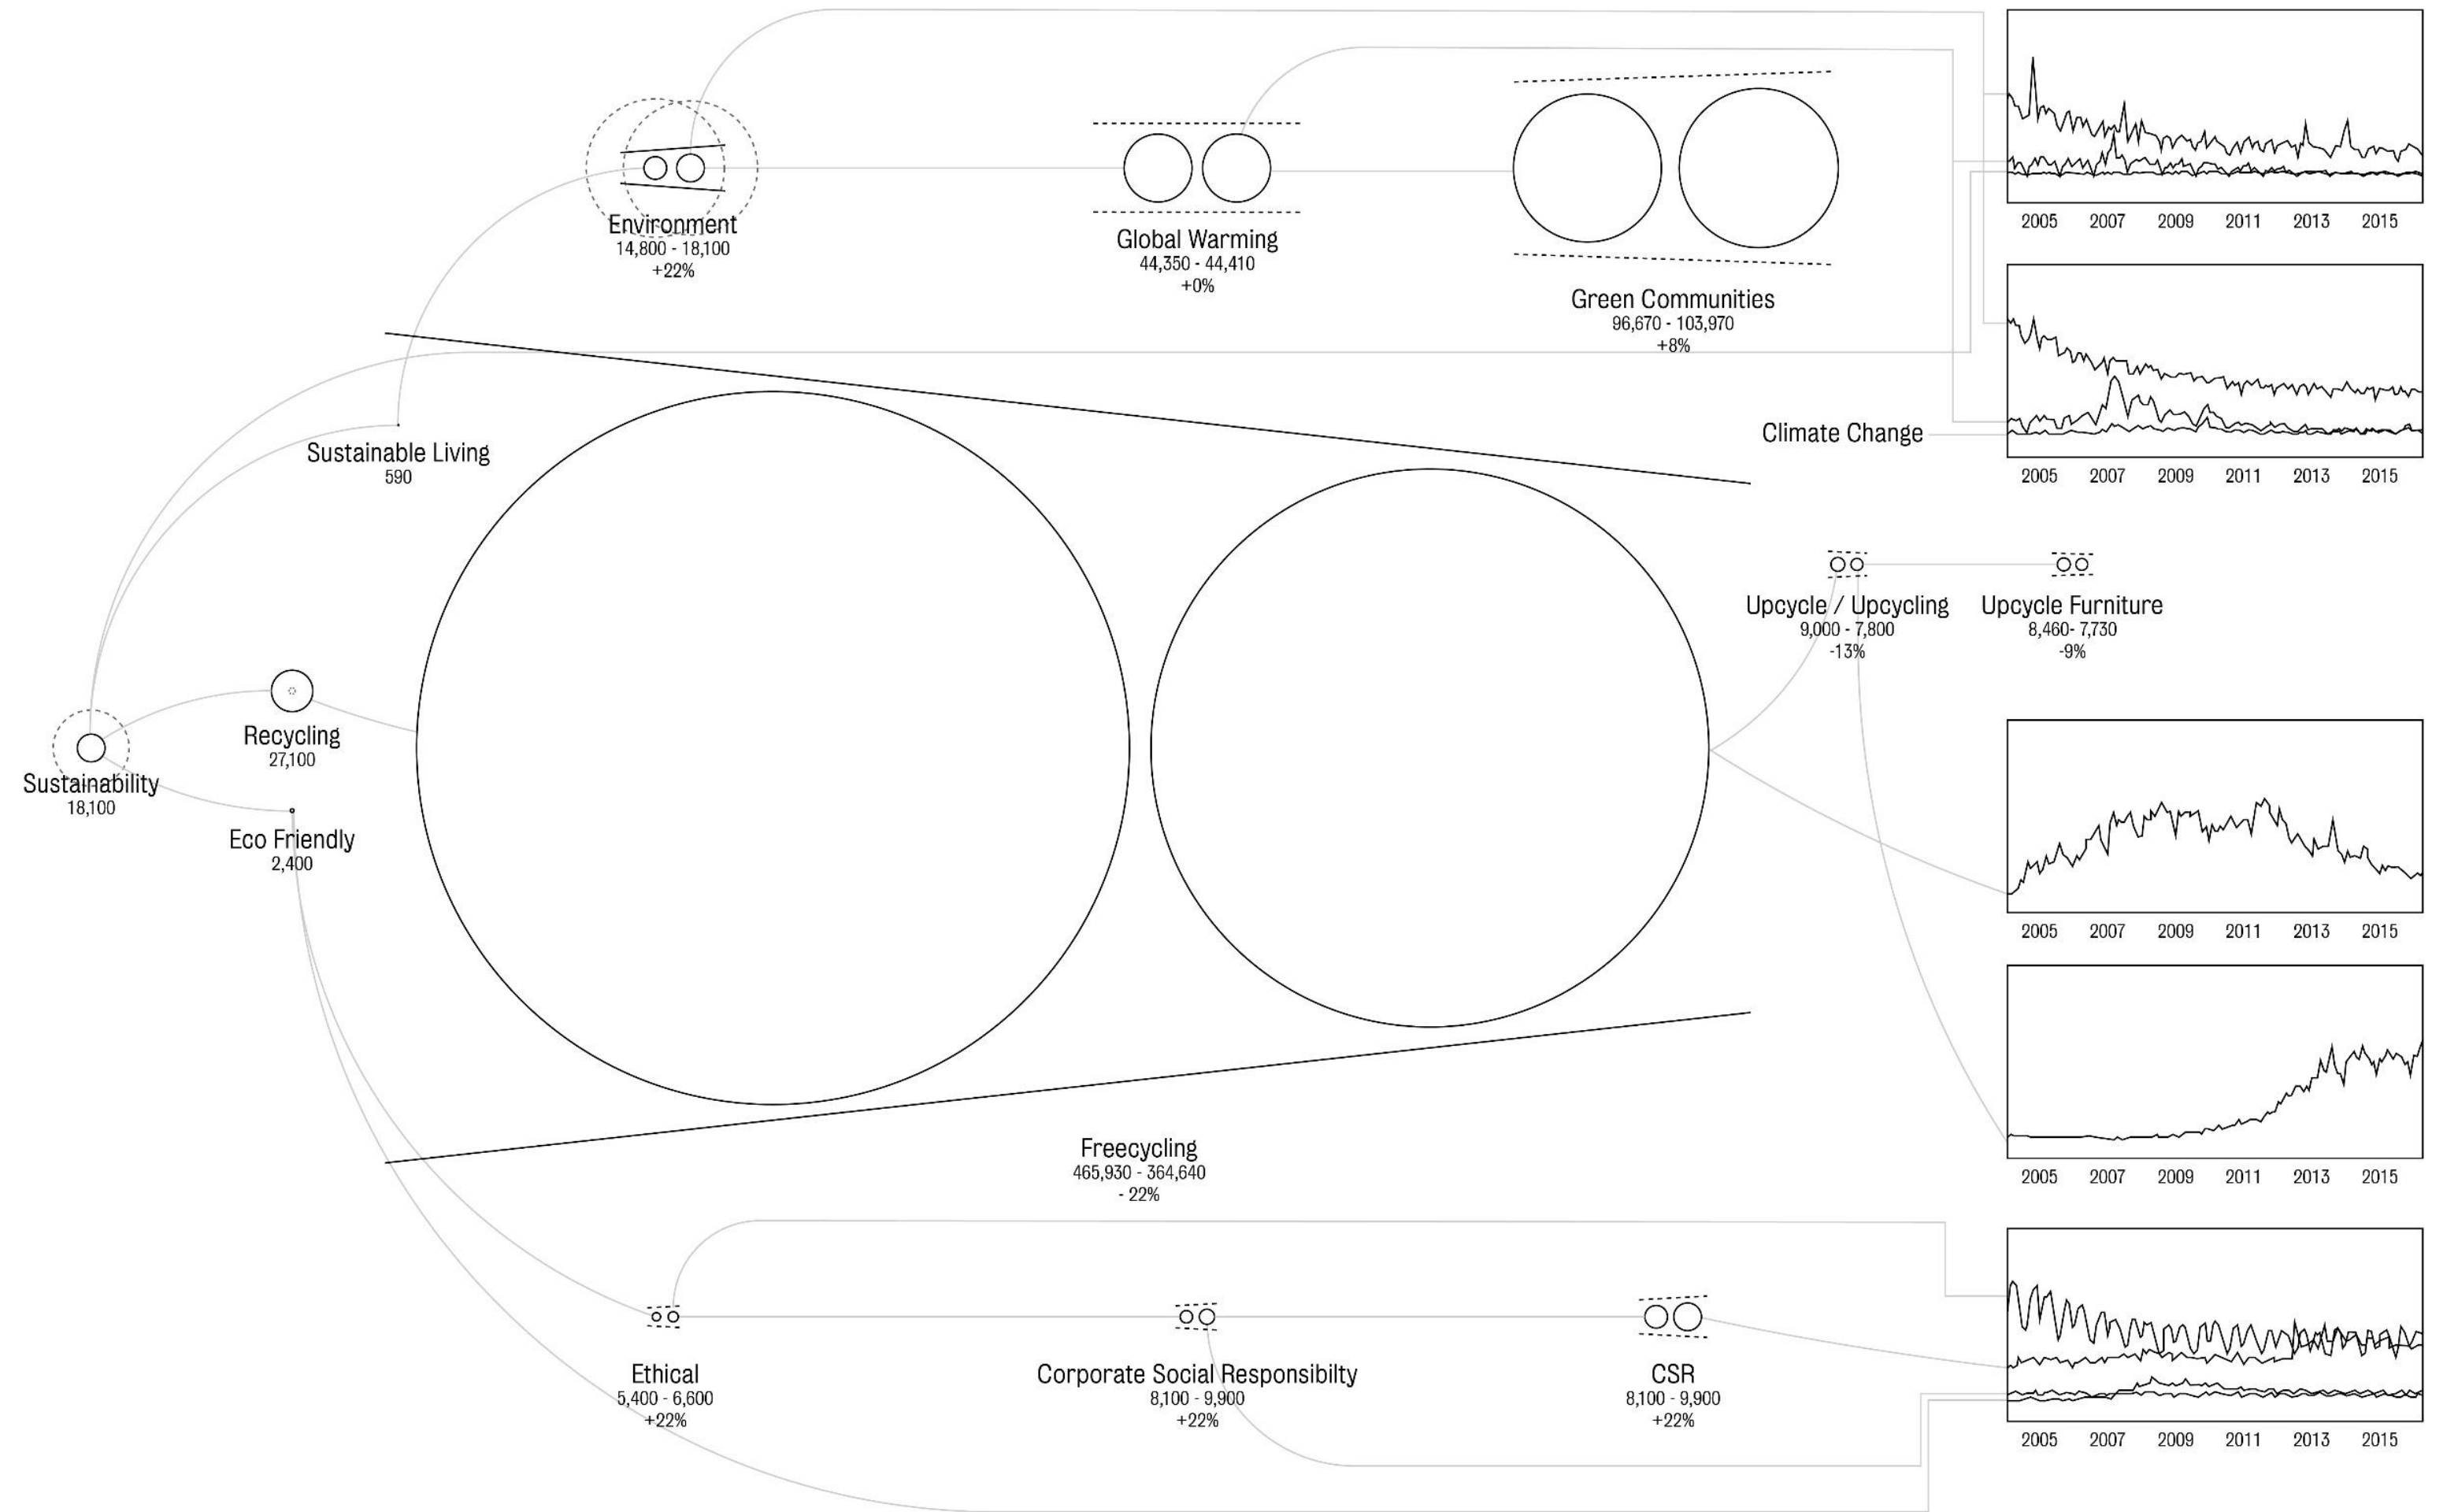 2005 2007 2009 2011 2013 2015
Environment
14,800 - 18,100
+22%
Global Warming
44,350 - 44,410
+0%
Green Communities
96,670 - 103,970
+8%
Climate Change
2005 2007 2009 2011 2013 2015
Sustainable Living
590
Upcycle / Upcycling
9,000 - 7,800
-13%
Upcycle Furniture
8,460- 7,730
-9%
Recycling
27,100
Sustainability
18,100
Eco Friendly
2,400
2005 2007 2009 2011 2013 2015
Freecycling
465,930 - 364,640
- 22%
2005 2007 2009 2011 2013 2015
Ethical
5,400 - 6,600
+22%
Corporate Social Responsibilty
8,100 - 9,900
+22%
CSR
8,100 - 9,900
+22%
2005 2007 2009 2011 2013 2015